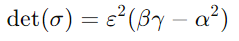 det(σ) = ε²(βγ − α²)